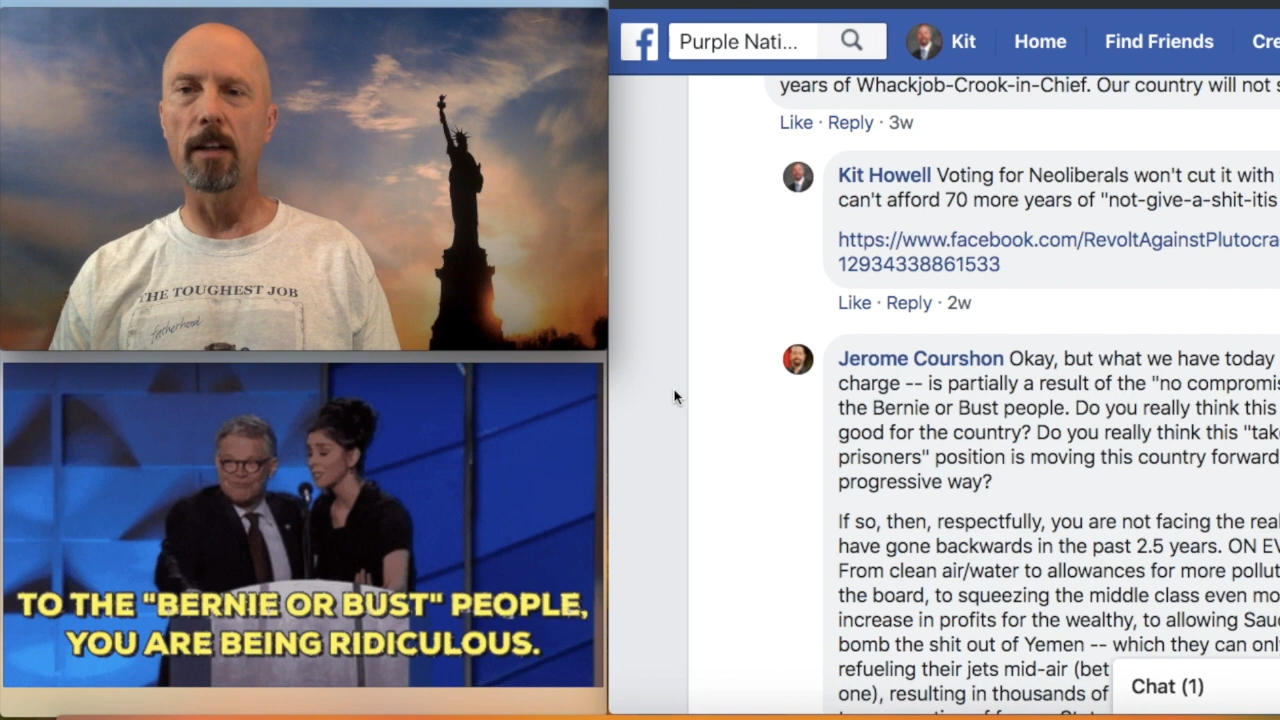 THE TOUGHEST JOB
fatherhood
TO THE "BERNIE OR BUST" PEOPLE,
YOU ARE BEING RIDICULOUS.
f Purple Nati... Kit Home Find Friends Cre
years of Whackjob-Crook-in-Chief. Our country will not s
Like · Reply · 3w
Kit Howell Voting for Neoliberals won't cut it with
can't afford 70 more years of "not-give-a-shit-itis
https://www.facebook.com/RevoltAgainstPlutocra
12934338861533
Like · Reply · 2w
Jerome Courshon Okay, but what we have today
charge -- is partially a result of the "no compromis
the Bernie or Bust people. Do you really think this
good for the country? Do you really think this "take
prisoners" position is moving this country forward
progressive way?
If so, then, respectfully, you are not facing the real
have gone backwards in the past 2.5 years. ON EV
From clean air/water to allowances for more pollut
the board, to squeezing the middle class even mo
increase in profits for the wealthy, to allowing Saud
bomb the shit out of Yemen -- which they can only
refueling their jets mid-air (bet
one), resulting in thousands of
Chat (1)